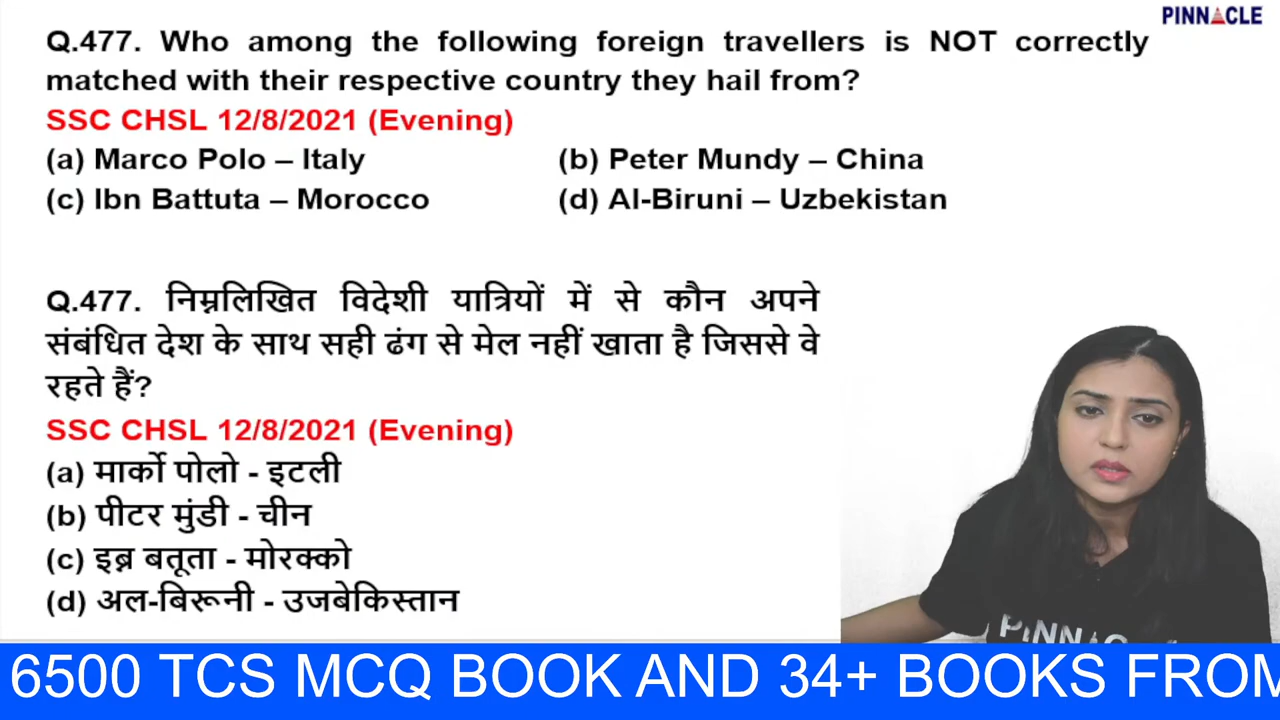 PINNACLE
Q.477. Who among the following foreign travellers is NOT correctly
matched with their respective country they hail from?
SSC CHSL 12/8/2021 (Evening)
(a) Marco Polo – Italy (b) Peter Mundy – China
(c) Ibn Battuta – Morocco (d) Al-Biruni – Uzbekistan
Q.477. निम्नलिखित विदेशी यात्रियों में से कौन अपने
संबंधित देश के साथ सही ढंग से मेल नहीं खाता है जिससे वे
रहते हैं?
SSC CHSL 12/8/2021 (Evening)
(a) मार्को पोलो - इटली
(b) पीटर मुंडी - चीन
(c) इब्न बतूता - मोरक्को
(d) अल-बिरूनी - उजबेकिस्तान
PINNAC
6500 TCS MCQ BOOK AND 34+ BOOKS FROM